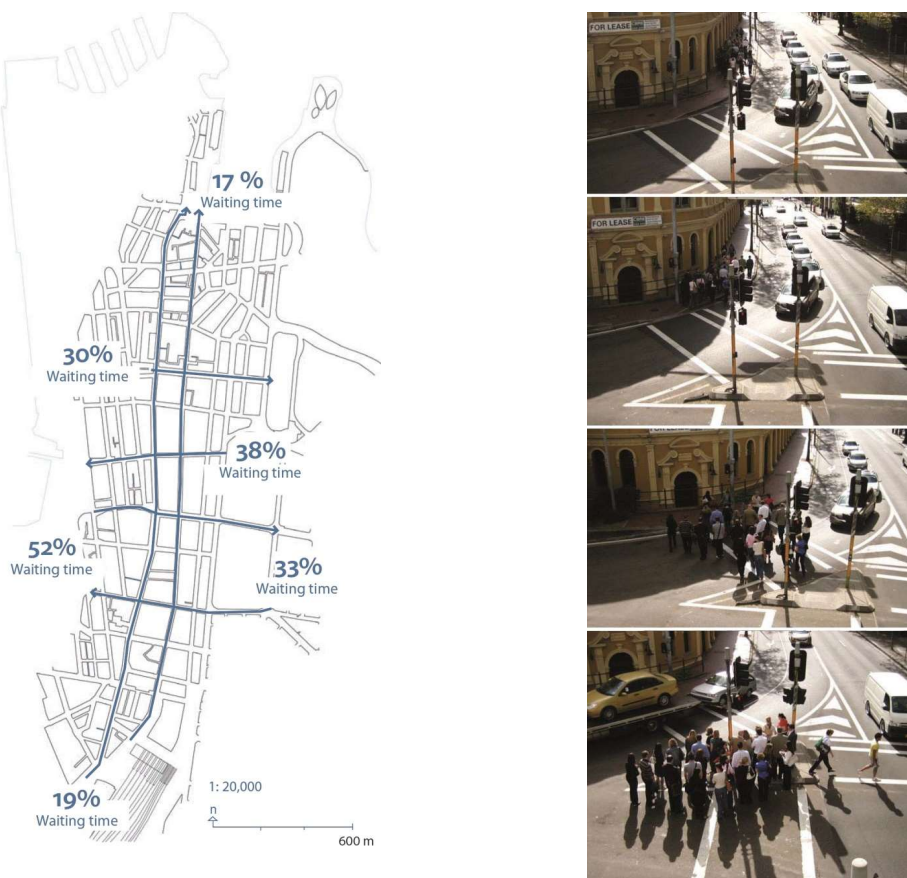 17 %
Waiting time
30%
Waiting time
38%
Waiting time
52%
Waiting time
33%
Waiting time
19%
Waiting time
1: 20,000
n
600 m
FOR LEASE
FOR LEASE